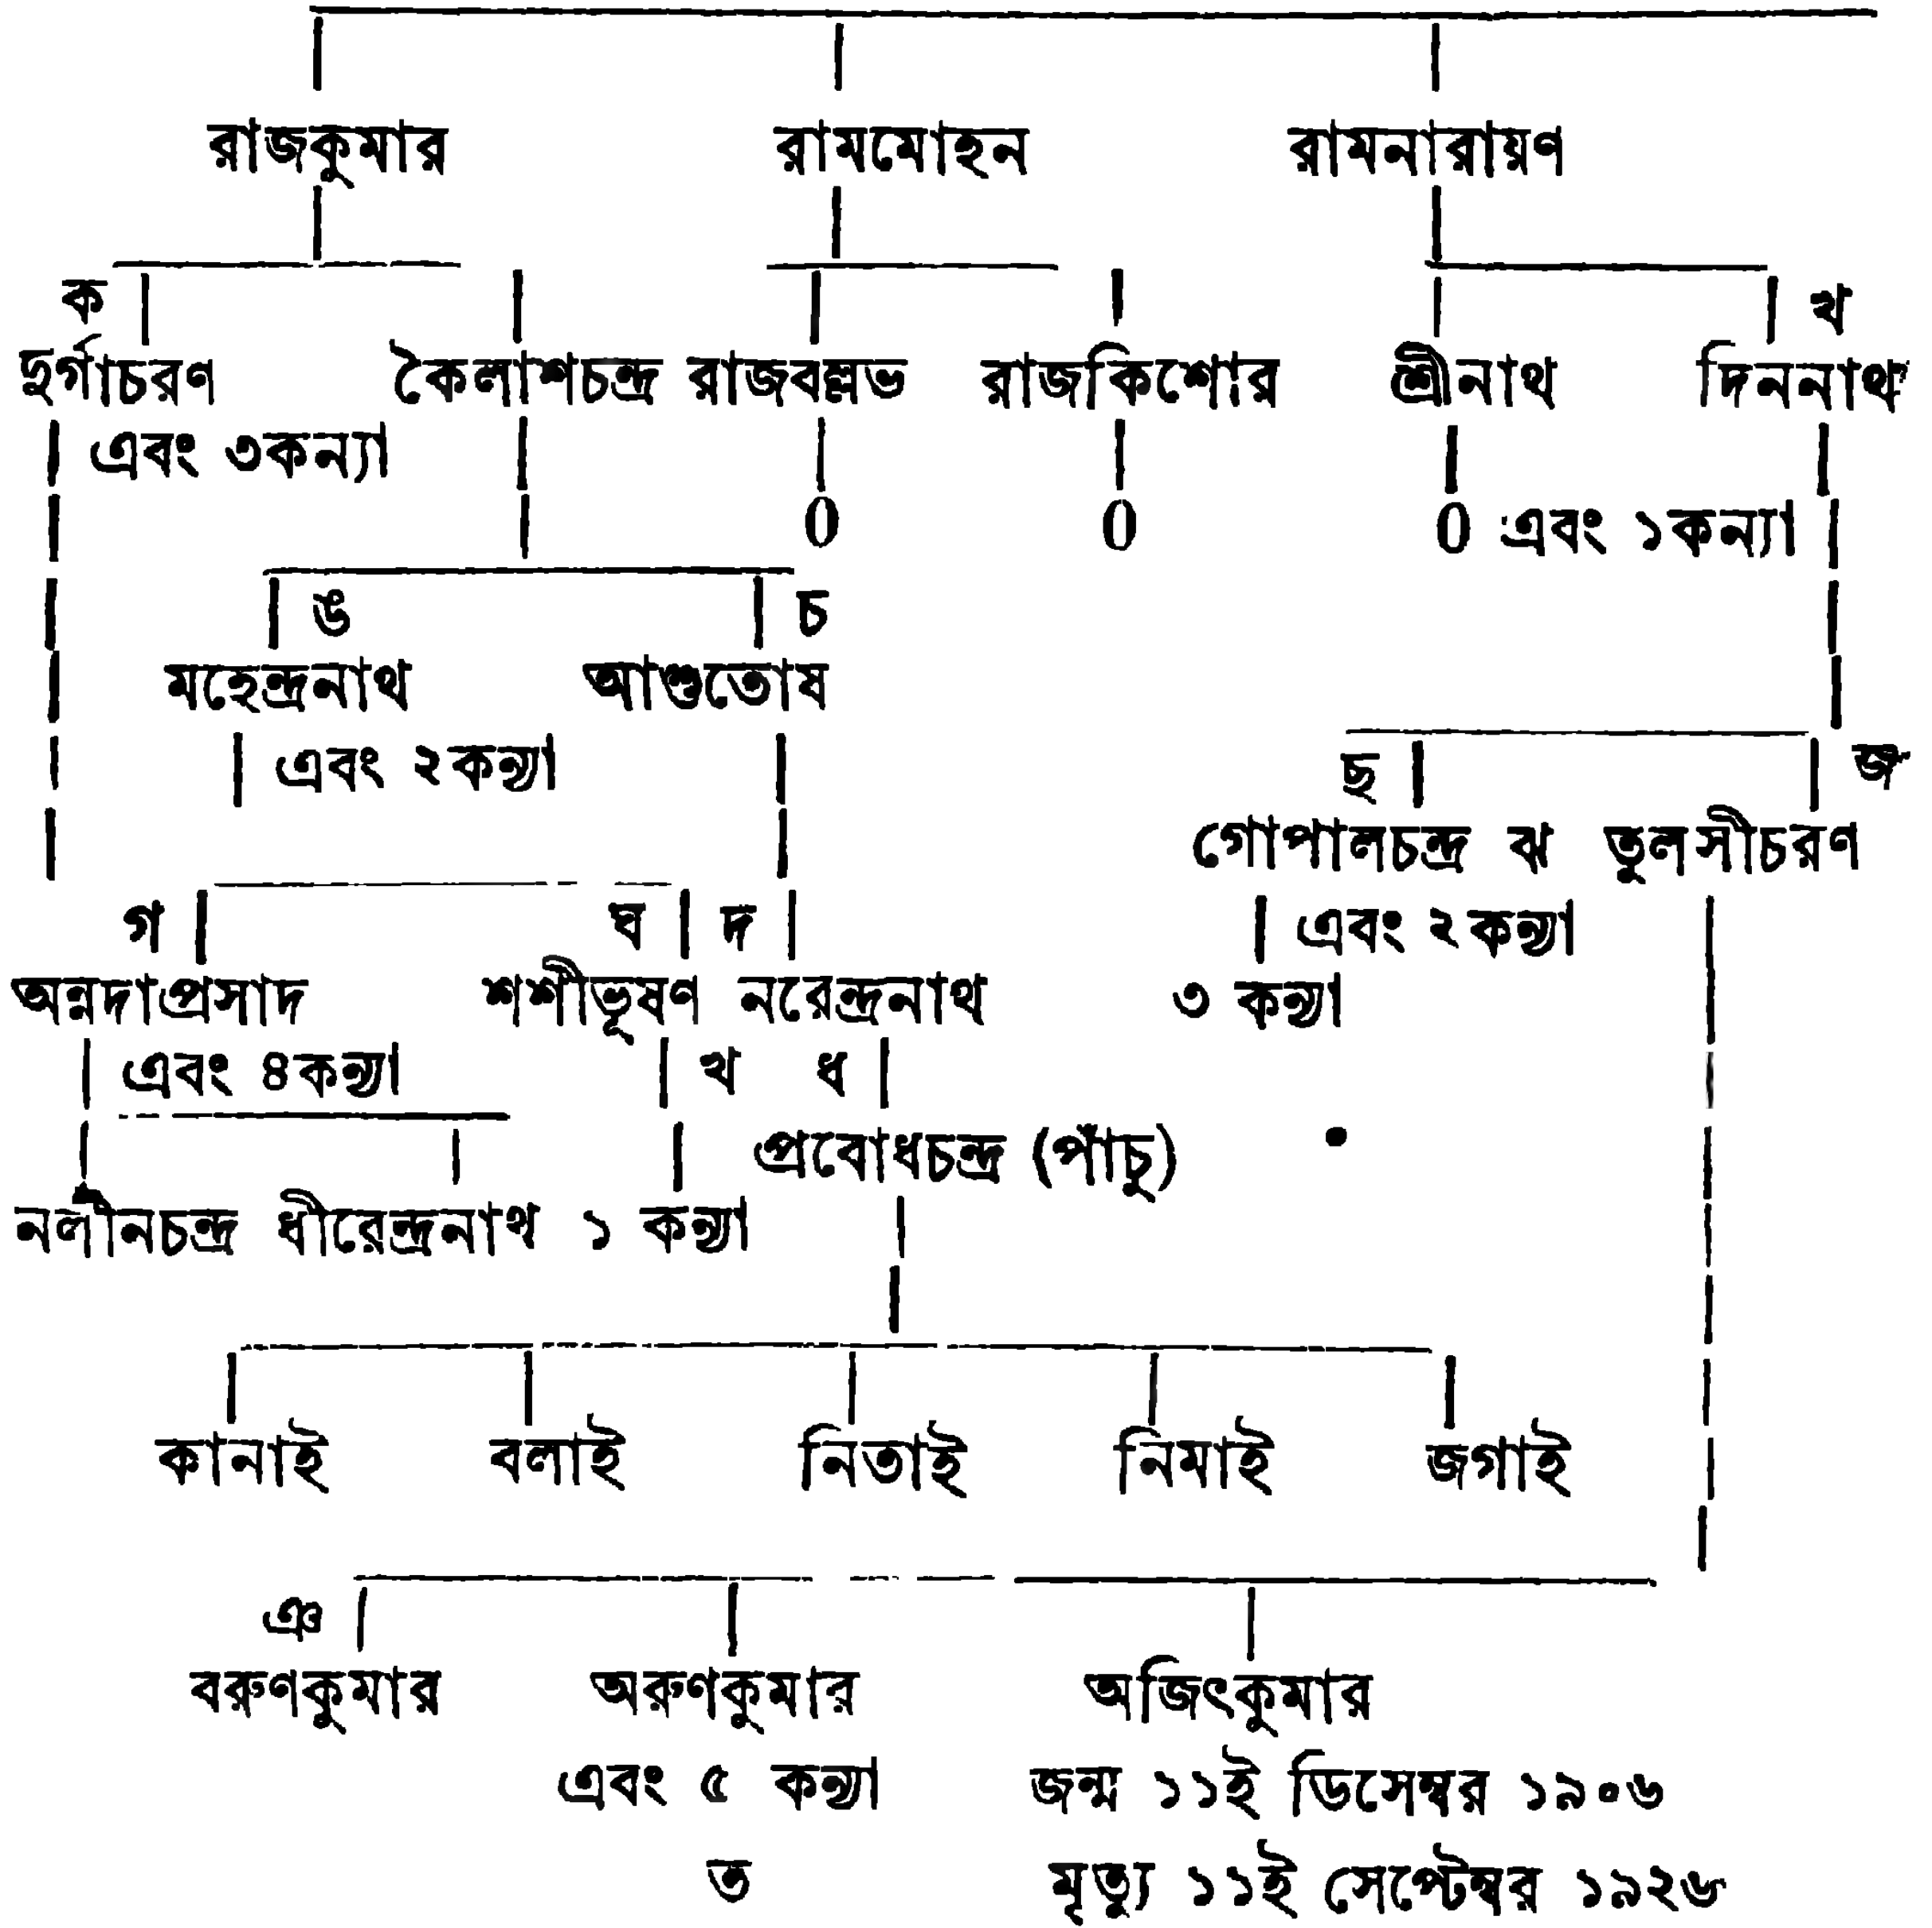 রাজকুমার রামমোহন রামনারায়ণ
ক খ
দুর্গাচরণ কৈলাশচন্দ্র রাজবল্লভ রাজকিশোর শ্রীনাথ দিননাথ
এবং ৩কন্যা
0 0 0 এবং ১কন্যা
ঙ চ
মহেন্দ্রনাথ আশুতোষ
এবং ২কন্যা ছ জ
গোপালচন্দ্র ঝ তুলসীচরণ
গ ঘ দ এবং ২কন্যা
অন্নদাপ্রসাদ শশীভূষণ নরেন্দ্রনাথ ৩ কন্যা
এবং ৪কন্যা থ ধ
প্রবোধচন্দ্র (পাঁচু)
নলীনচন্দ্র ধীরেন্দ্রনাথ ১ কন্যা
কানাই বলাই নিতাই নিমাই জগাই
ঞ
বরুণকুমার অরুণকুমার অজিৎকুমার
এবং ৫ কন্যা জন্ম ১১ই ডিসেম্বর ১৯০৬
ভ মৃত্যু ১১ই সেপ্টেম্বর ১৯২৬